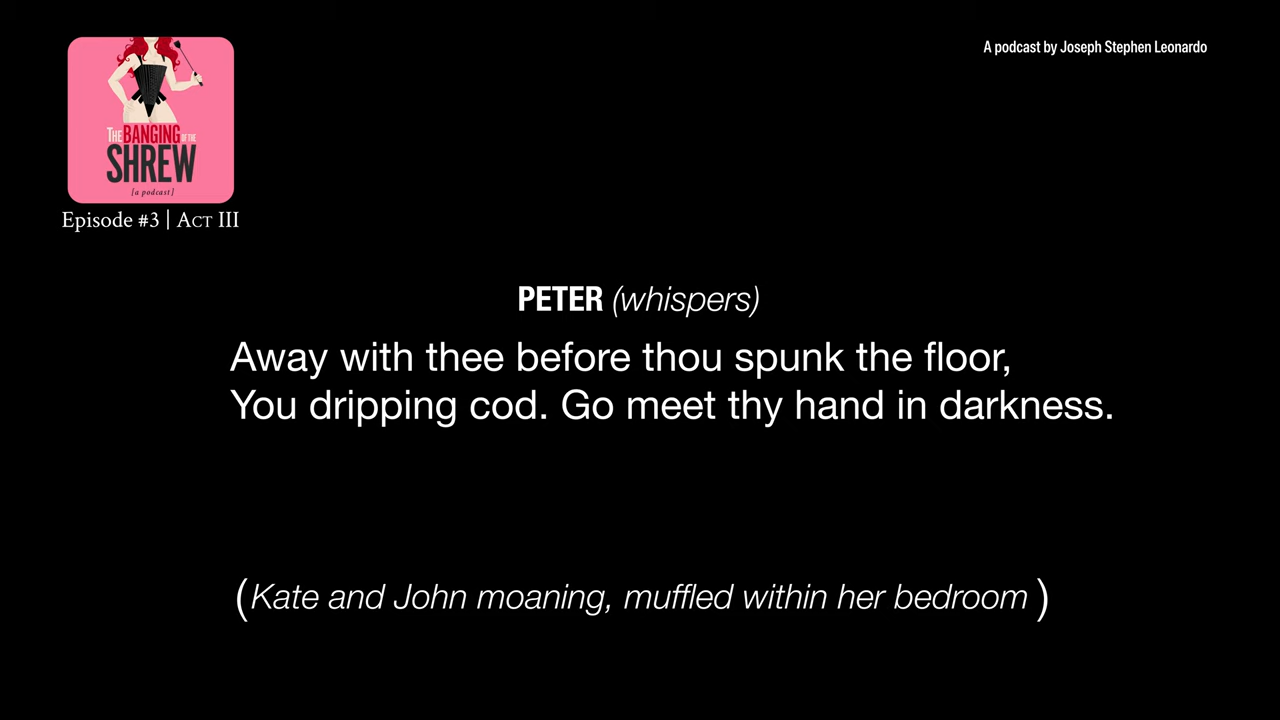 A podcast by Joseph Stephen Leonardo
THE BANGING OF THE
SHREW
[a podcast]
Episode #3 | ACT III
PETER (whispers)
Away with thee before thou spunk the floor,
You dripping cod. Go meet thy hand in darkness.
(Kate and John moaning, muffled within her bedroom )